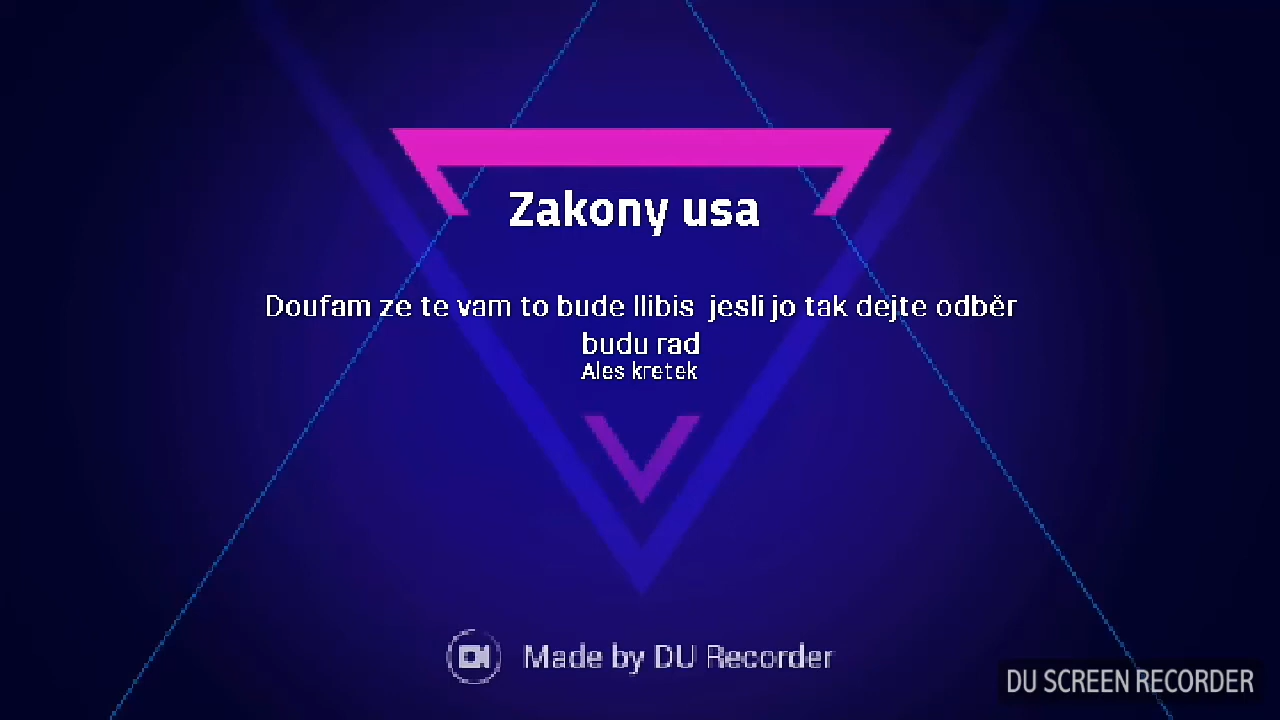 Zakony usa
Doufam ze te vam to bude llibis jesli jo tak dejte odběr
budu rad
Ales kretek
Made by DU Recorder
DU SCREEN RECORDER